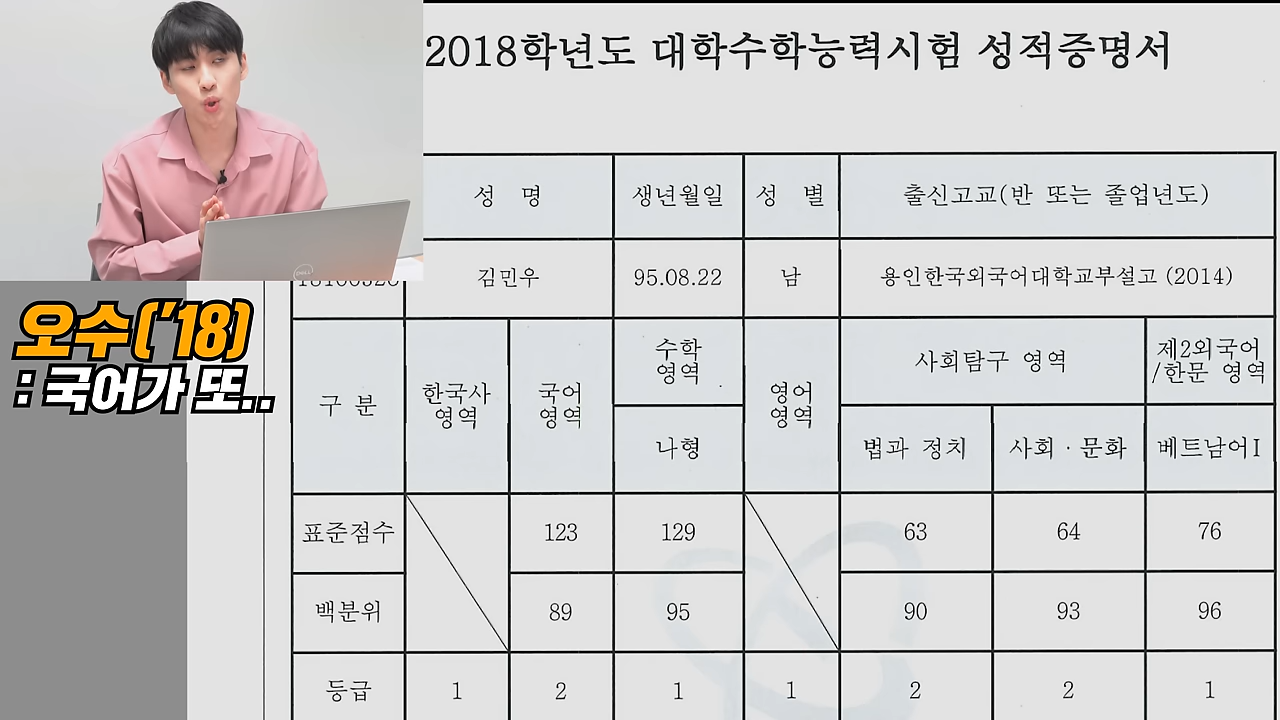 2018학년도 대학수학능력시험 성적증명서
성 명 생년월일 성 별 출신고교(반 또는 졸업년도)
김민우 95.08.22 남 용인한국외국어대학교부설고 (2014)
오수('18)
: 국어가 또..
구 분 한국사 영역 국어 영역 수학 영역 영어 영역 사회탐구 영역 제2외국어 /한문 영역
나형 법과 정치 사회·문화 베트남어Ⅰ
표준점수 123 129 63 64 76
백분위 89 95 90 93 96
등급 1 2 1 1 2 2 1